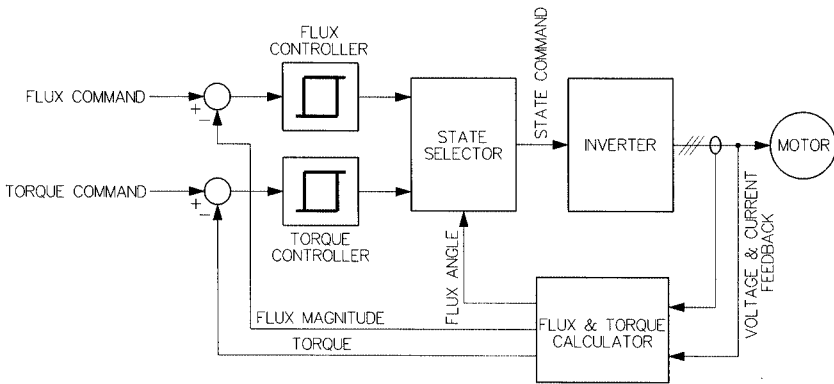 FLUX
CONTROLLER
FLUX COMMAND
+
−
STATE COMMAND
STATE
SELECTOR
INVERTER
MOTOR
TORQUE COMMAND
+
−
TORQUE
CONTROLLER
FLUX ANGLE
VOLTAGE & CURRENT
FEEDBACK
FLUX MAGNITUDE
TORQUE
FLUX & TORQUE
CALCULATOR